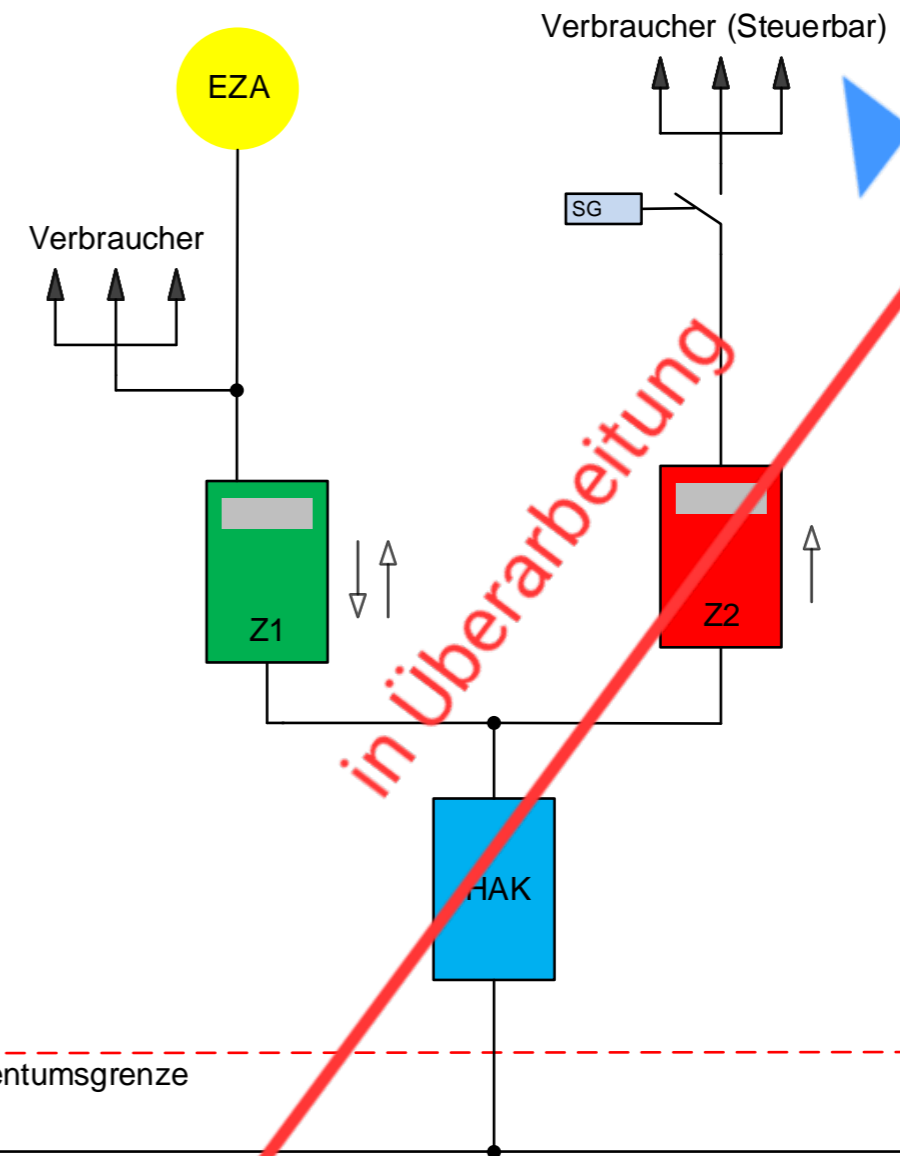 Verbraucher (Steuerbar)
EZA
SG
Verbraucher
in Überarbeitung
Z1
Z2
HAK
entumsgrenze